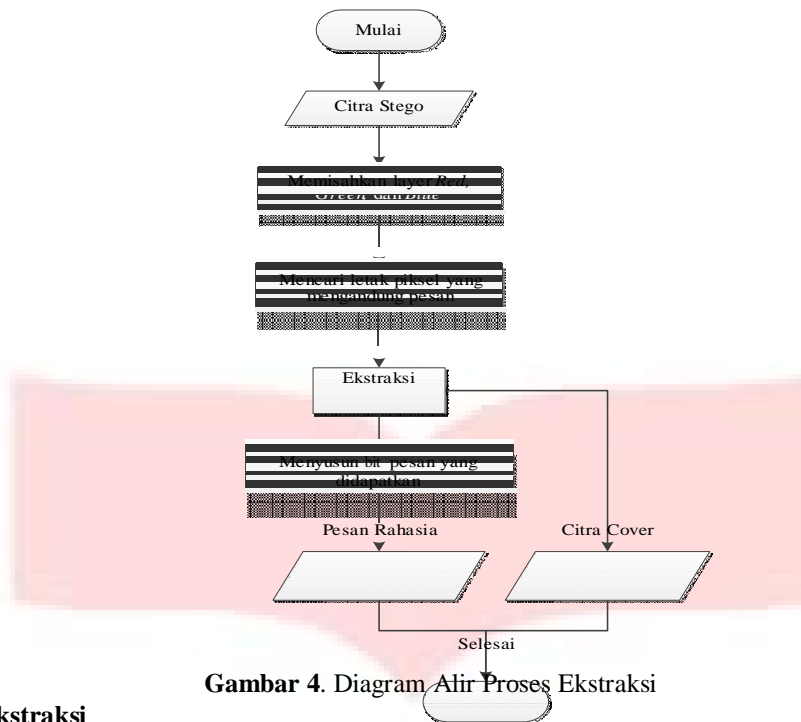 Mulai
Citra Stego
Memisahkan layer Red,
Green, dan Blue
Mencari letak piksel yang
mengandung pesan
Ekstraksi
Menyusun bit pesan yang
didapatkan
Pesan Rahasia Citra Cover
Selesai
Gambar 4. Diagram Alir Proses Ekstraksi
kstraksi